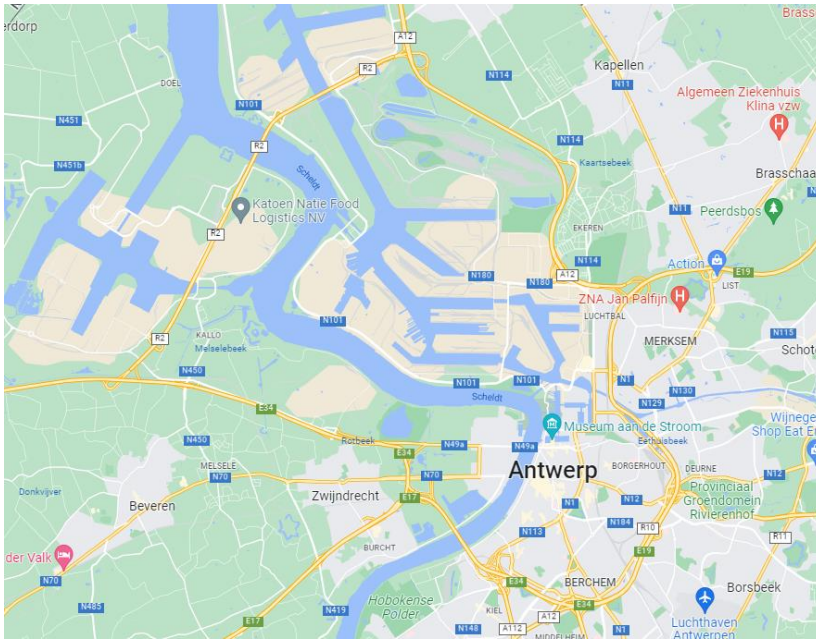 erdorp
A12
Brass
R2
Kapellen
DOEL
N114
N11
Algemeen Ziekenhuis
Klina vzw
N101
N451
N114
R2
N451b
Scheldt
Kaartsebeek
Brasschaa
Katoen Natie Food
Logistics NV
N11
Peerdsbos
R2
EKEREN
N114
Action
E19
N180
N180
A12
LIST
ZNA Jan Palfijn
LUCHTBAL
N101
R2
KALLO
Melselebeek
MERKSEM
N115
Schot
N450
N101
N101
N1
N130
Scheldt
N129
E34
Museum aan de Stroom
Wijnege
Shop Eat E
N450
Rotbeek
N49a
N49a
Eethuisbeek
E34
MELSELE
N70
N70
Antwerp
BORGERHOUT
DEURNE
N12
Donkvijver
Beveren
Zwijndrecht
E17
N1
N12
Provinciaal
Groendomein
Rivierenhof
N184
R10
N113
R11
BURCHT
E19
der Valk
N70
E34
BERCHEM
Borsbeek
N485
N419
Hobokense
Polder
KIEL
E34
E17
A12
Luchthaven
Antwerpen
N148
A112
MIDDELHEIM